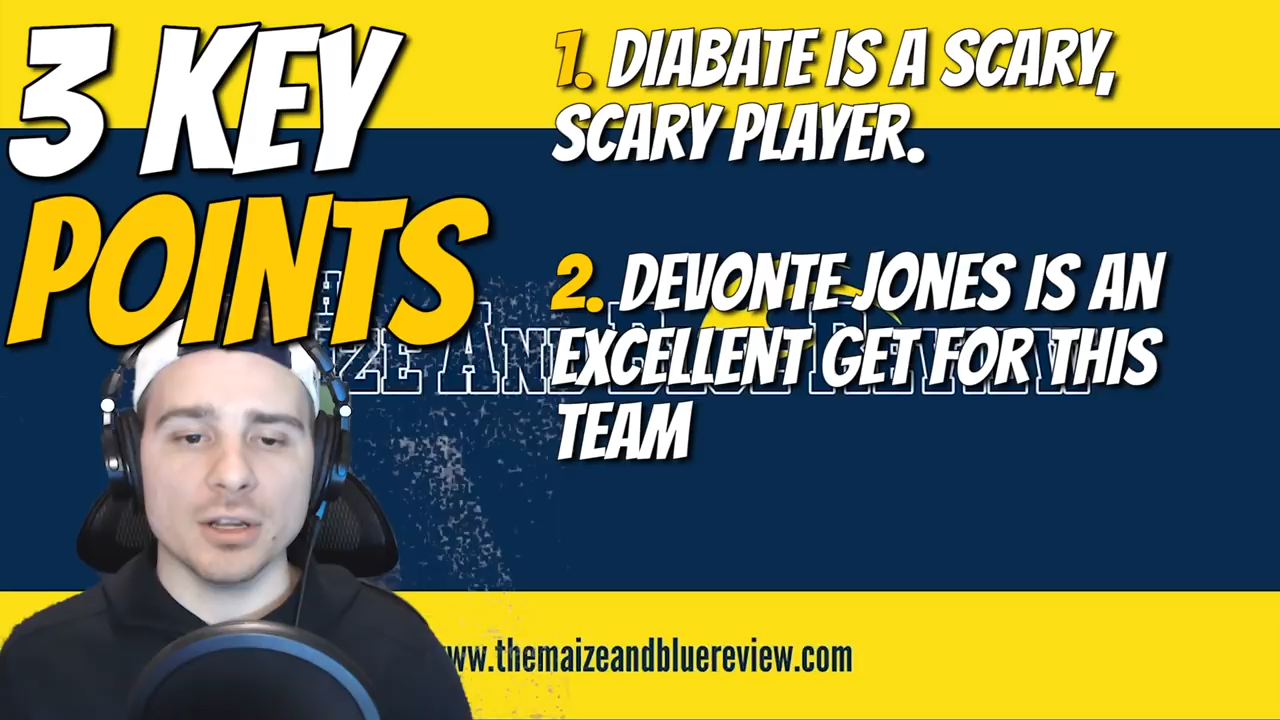 3 KEY
POINTS
1. DIABATE IS A SCARY,
SCARY PLAYER.
2. DEVONTE JONES IS AN
EXCELLENT GET FOR THIS
TEAM
www.themaizeandbluereview.com